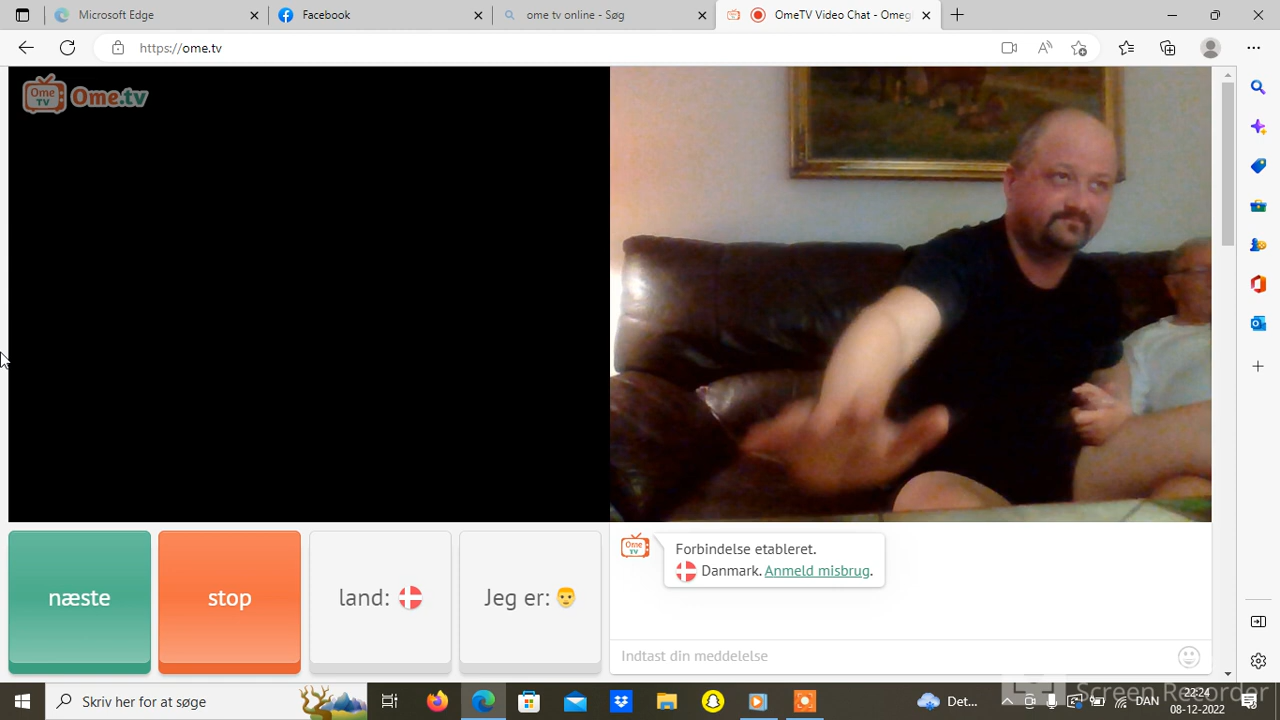 Microsoft Edge
Facebook
ome tv online - Søg
OmeTV Video Chat - Omeg
https://ome.tv
Ome TV Ome.tv
Ome TV
Forbindelse etableret.
Danmark. Anmeld misbrug.
næste
stop
land:
Jeg er:
Indtast din meddelelse
Screen Recorder
Skriv her for at søge
Det...
DAN
22:24
08-12-2022